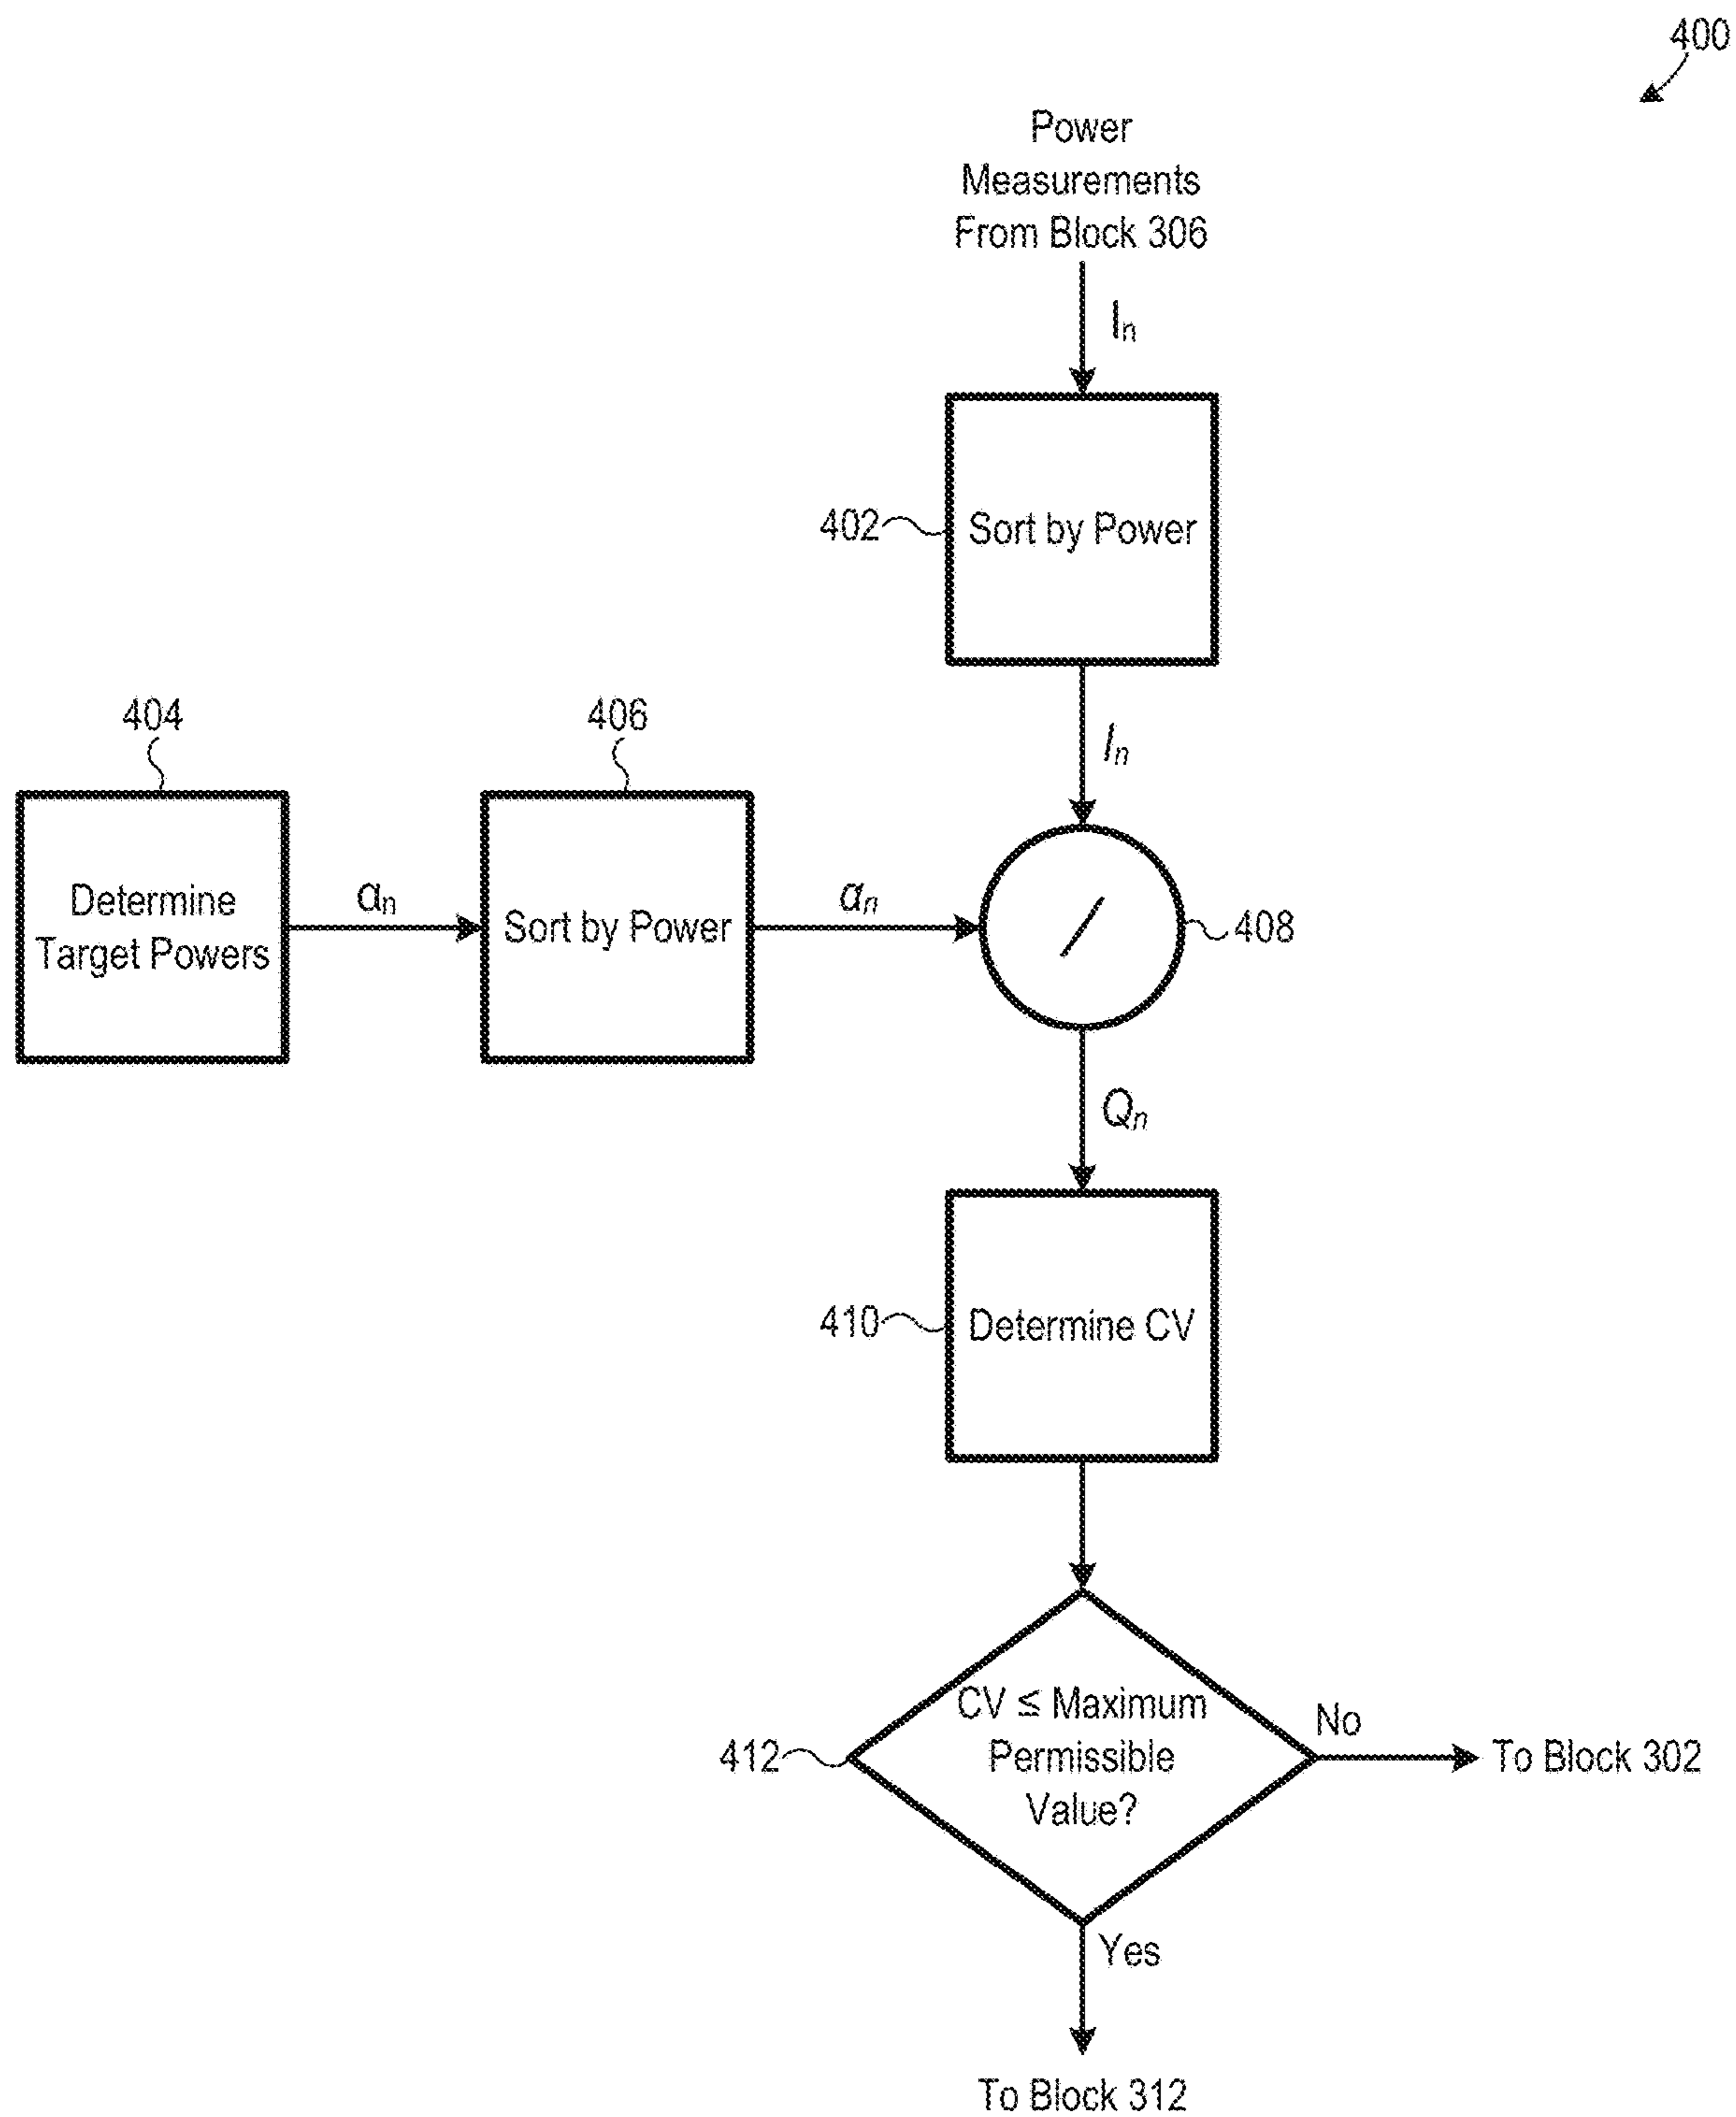 400
Power
Measurements
From Block 306
Iₙ
402
Sort by Power
Iₙ
404
406
Determine
Target Powers
αₙ
Sort by Power
αₙ
/
408
Qₙ
410
Determine CV
CV ≤ Maximum
Permissible
Value?
412
No
To Block 302
Yes
To Block 312